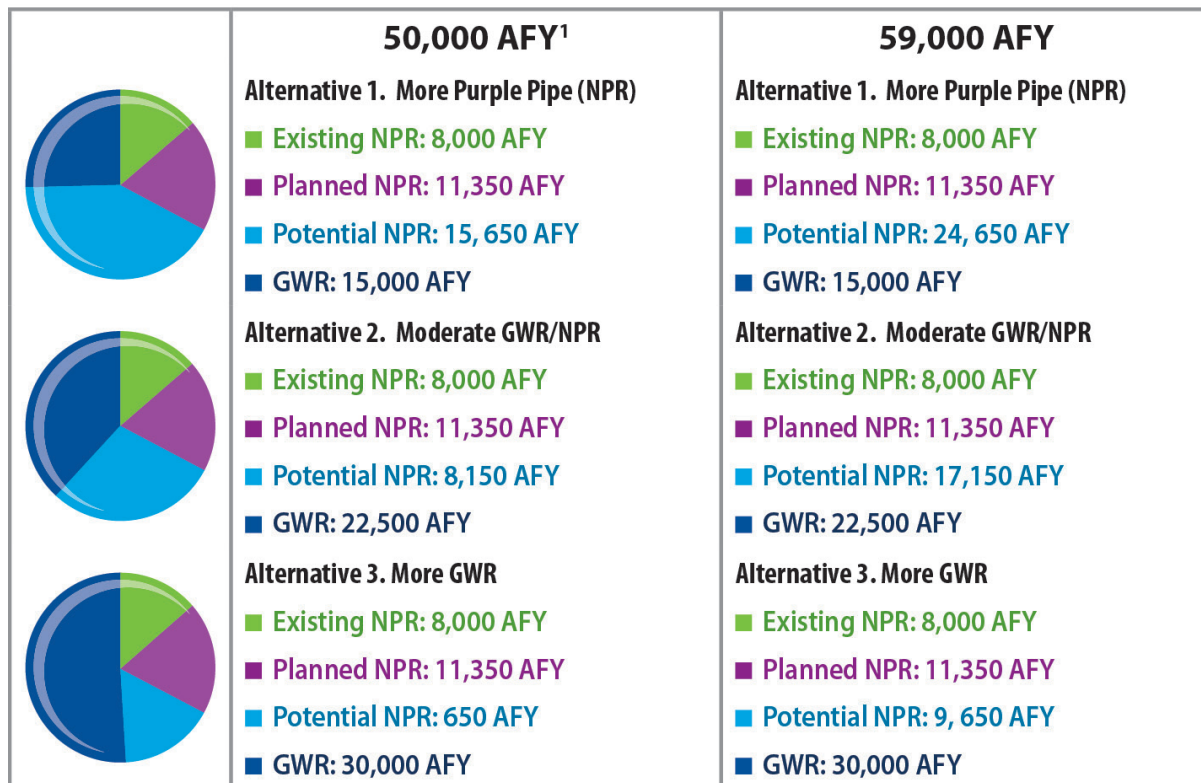 50,000 AFY¹
Alternative 1. More Purple Pipe (NPR)
Existing NPR: 8,000 AFY
Planned NPR: 11,350 AFY
Potential NPR: 15, 650 AFY
GWR: 15,000 AFY
Alternative 2. Moderate GWR/NPR
Existing NPR: 8,000 AFY
Planned NPR: 11,350 AFY
Potential NPR: 8,150 AFY
GWR: 22,500 AFY
Alternative 3. More GWR
Existing NPR: 8,000 AFY
Planned NPR: 11,350 AFY
Potential NPR: 650 AFY
GWR: 30,000 AFY
59,000 AFY
Alternative 1. More Purple Pipe (NPR)
Existing NPR: 8,000 AFY
Planned NPR: 11,350 AFY
Potential NPR: 24, 650 AFY
GWR: 15,000 AFY
Alternative 2. Moderate GWR/NPR
Existing NPR: 8,000 AFY
Planned NPR: 11,350 AFY
Potential NPR: 17,150 AFY
GWR: 22,500 AFY
Alternative 3. More GWR
Existing NPR: 8,000 AFY
Planned NPR: 11,350 AFY
Potential NPR: 9, 650 AFY
GWR: 30,000 AFY